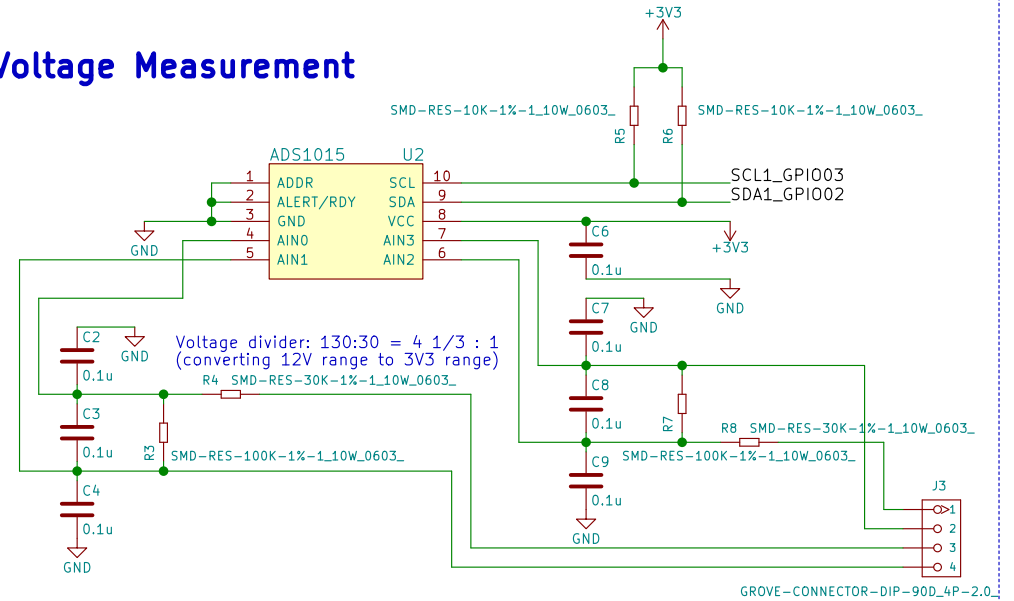 +3V3
Voltage Measurement
SMD-RES-10K-1%-1_10W_0603_
SMD-RES-10K-1%-1_10W_0603_
R5
R6
ADS1015
U2
1
ADDR
SCL
10
SCL1_GPIO03
2
ALERT/RDY
SDA
9
SDA1_GPIO02
3
GND
VCC
8
4
AIN0
AIN3
7
5
AIN1
AIN2
6
GND
C6
0.1u
+3V3
GND
C7
0.1u
GND
C2
0.1u
GND
Voltage divider: 130:30 = 4 1/3 : 1
(converting 12V range to 3V3 range)
R4
SMD-RES-30K-1%-1_10W_0603_
C8
0.1u
R7
C3
0.1u
R3
SMD-RES-100K-1%-1_10W_0603_
R8
SMD-RES-30K-1%-1_10W_0603_
SMD-RES-100K-1%-1_10W_0603_
C9
0.1u
GND
C4
0.1u
GND
J3
1
2
3
4
GROVE-CONNECTOR-DIP-90D_4P-2.0_